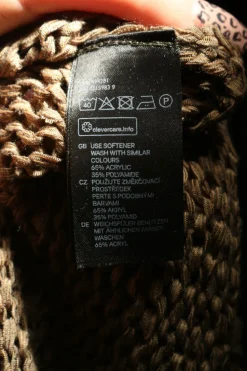 clevercare.info
GB USE SOFTENER
WASH WITH SIMILAR
COLOURS
65% ACRYLIC
35% POLYAMIDE
CZ POUŽIJTE ZMĚKČOVACÍ
PROSTŘEDEK
PERTE S PODOBNÝMI
BARVAMI
65% AKRYL
35% POLYAMID
DE WEICHSPÜLER BENUTZEN
MIT ÄHNLICHEN FARBEN
WASCHEN
65% ACRYL